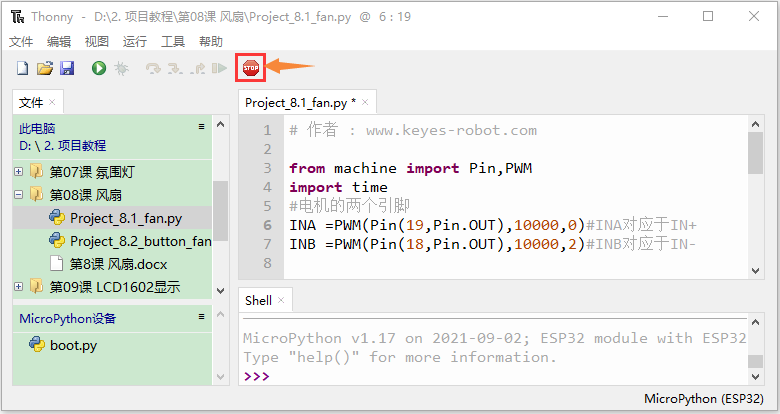 Thonny - D:\2. 项目教程\第08课 风扇\Project_8.1_fan.py @ 6 : 19
文件 编辑 视图 运行 工具 帮助
STOP
文件
此电脑
D: \ 2. 项目教程
第07课 氛围灯
第08课 风扇
Project_8.1_fan.py
Project_8.2_button_fan
第8课 风扇.docx
第09课 LCD1602显示
MicroPython设备
boot.py
Project_8.1_fan.py *
1 # 作者 : www.keyes-robot.com
2
3 from machine import Pin,PWM
4 import time
5 #电机的两个引脚
6 INA =PWM(Pin(19,Pin.OUT),10000,0)#INA对应于IN+
7 INB =PWM(Pin(18,Pin.OUT),10000,2)#INB对应于IN-
8
Shell
MicroPython v1.17 on 2021-09-02; ESP32 module with ESP32
Type "help()" for more information.
>>>
MicroPython (ESP32)